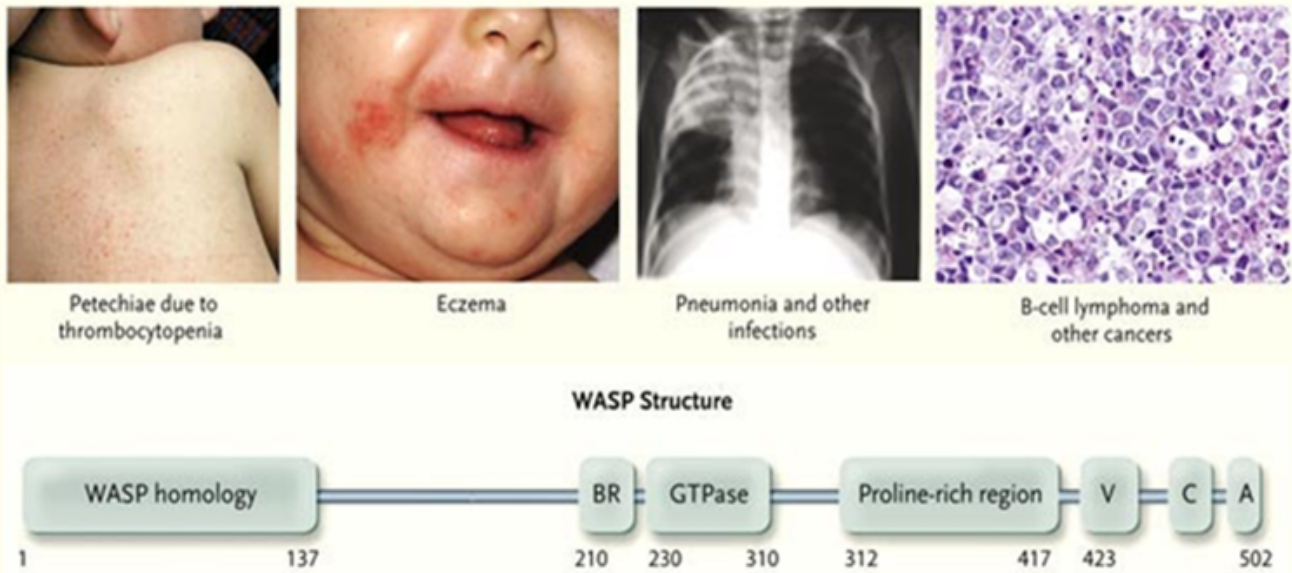 Petechiae due to
thrombocytopenia
Eczema
Pneumonia and other
infections
B-cell lymphoma and
other cancers
WASP Structure
WASP homology BR GTPase Proline-rich region V C A
1 137 210 230 310 312 417 423 502